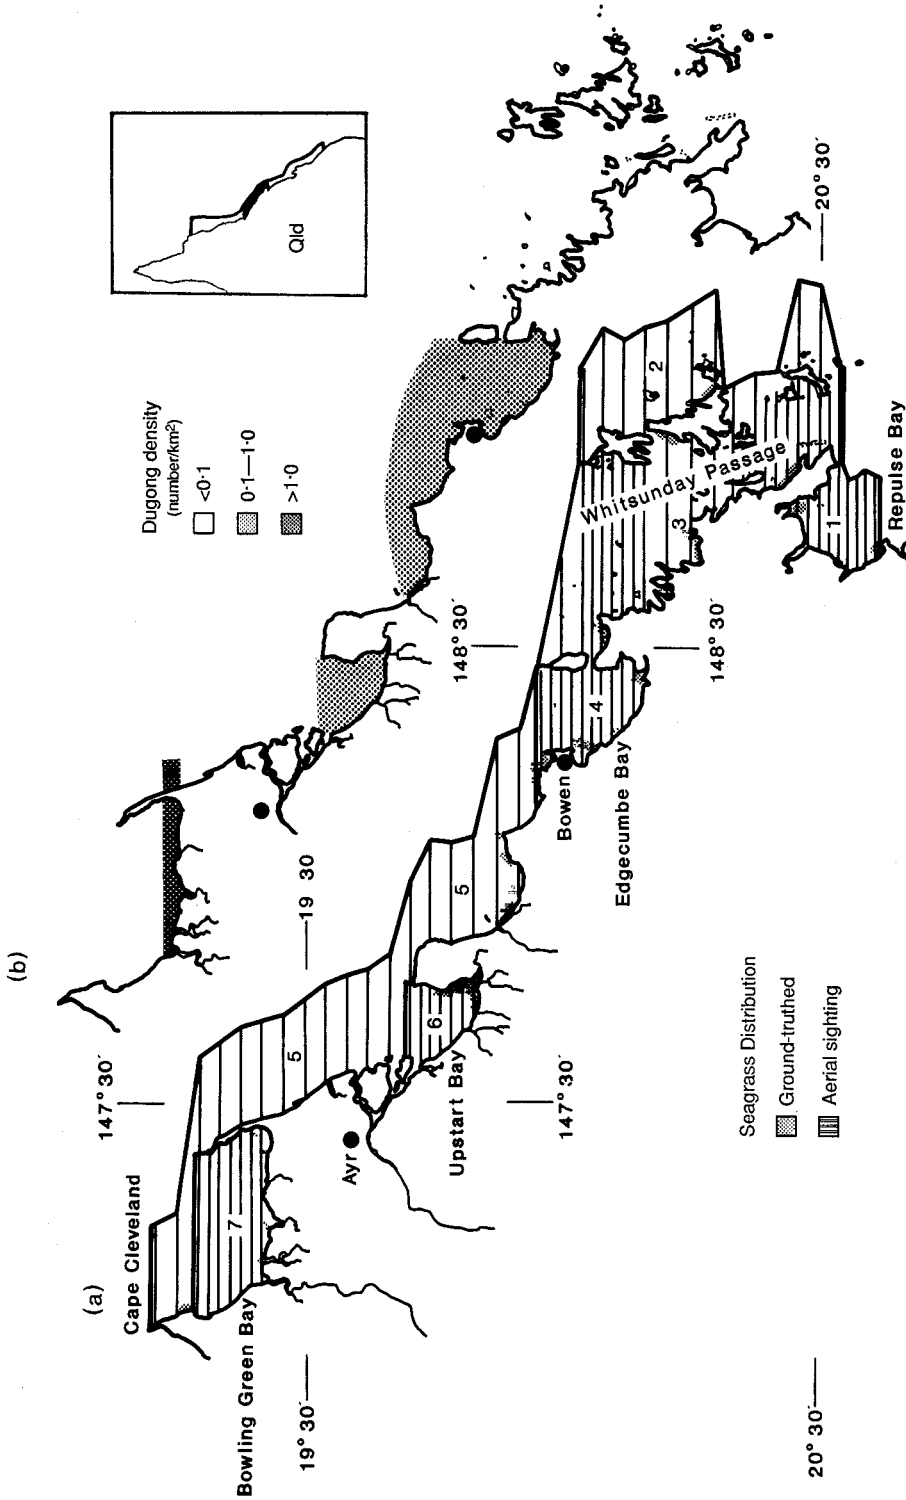 (a)
(b)
Cape Cleveland
Bowling Green Bay
19° 30′
147° 30′
7
5
Ayr
Upstart Bay
6
147° 30′
5
Bowen
Edgecumbe Bay
4
148° 30′
3
Whitsunday Passage
2
1
Repulse Bay
20° 30′
Seagrass Distribution
Ground-truthed
Aerial sighting
19 30
148° 30′
20° 30′
Dugong density
(number/km²)
<0·1
0·1—1·0
>1·0
Qld